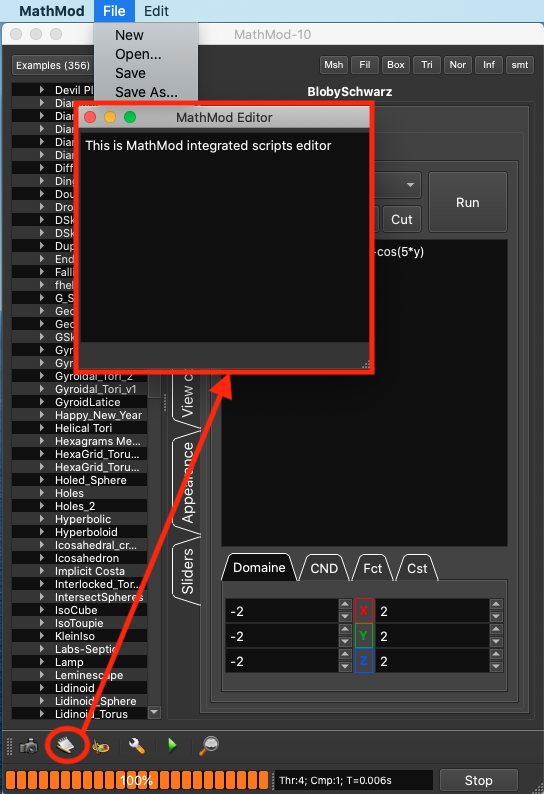 MathMod File Edit
MathMod-10
New
Open...
Save
Save As...
Examples (356)
Msh Fil Box Tri Nor Inf smt
BlobySchwarz
MathMod Editor
This is MathMod integrated scripts editor
Run
Cut
cos(5*y)
Devil Pl
Dia
Dia
Dia
Dia
Dia
Diff
Din
Dou
Dro
DSk
DSk
Dup
End
Fall
fhel
G_S
Geo
Geo
GSk
Gyro
Gyro
Gyroidal_Tori_2
Gyroidal_Tori_v1
GyroidLatice
Happy_New_Year
Helical Tori
Hexagrams Me...
HexaGrid_Toru...
HexaGrid_Toru...
Holed_Sphere
Holes
Holes_2
Hyperbolic
Hyperboloid
Icosahedral_cr...
Icosahedron
Implicit Costa
Interlocked_Tor...
IntersectSpheres
IsoCube
IsoToupie
KleinIso
Labs-Septic
Lamp
Leminescape
Lidinoid
Lidinoid_Sphere
Lidinoid_Torus
View c
Appearence
Sliders
Domaine CND Fct Cst
-2 X 2
-2 Y 2
-2 Z 2
100%
Thr:4; Cmp:1; T=0.006s
Stop